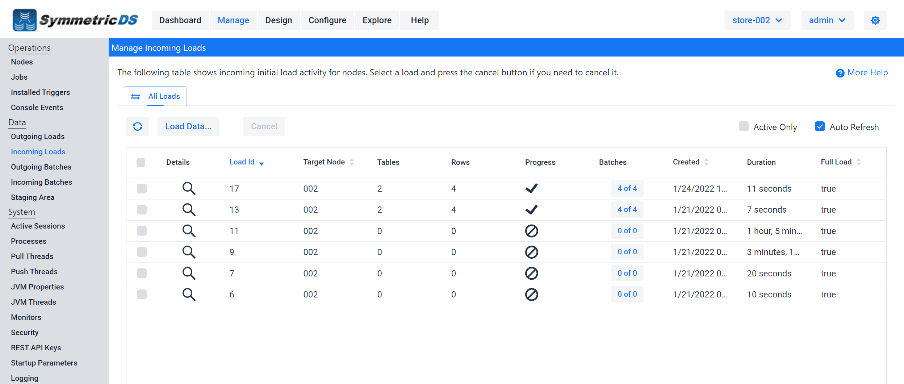 SymmetricDS
Dashboard Manage Design Configure Explore Help
store-002 admin
Operations
Nodes
Jobs
Installed Triggers
Console Events
Data
Outgoing Loads
Incoming Loads
Outgoing Batches
Incoming Batches
Staging Area
System
Active Sessions
Processes
Pull Threads
Push Threads
JVM Properties
JVM Threads
Monitors
Security
REST API Keys
Startup Parameters
Logging
Manage Incoming Loads
The following table shows incoming initial load activity for nodes. Select a load and press the cancel button if you need to cancel it.
More Help
All Loads
Load Data... Cancel
Active Only Auto Refresh
Details Load Id Target Node Tables Rows Progress Batches Created Duration Full Load
17 002 2 4 4 of 4 1/24/2022 1... 11 seconds true
13 002 2 4 4 of 4 1/21/2022 0... 7 seconds true
11 002 0 0 0 of 0 1/21/2022 0... 1 hour, 5 min... true
9 002 0 0 0 of 0 1/21/2022 0... 3 minutes, 1... true
7 002 0 0 0 of 0 1/21/2022 0... 20 seconds true
6 002 0 0 0 of 0 1/21/2022 0... 10 seconds true